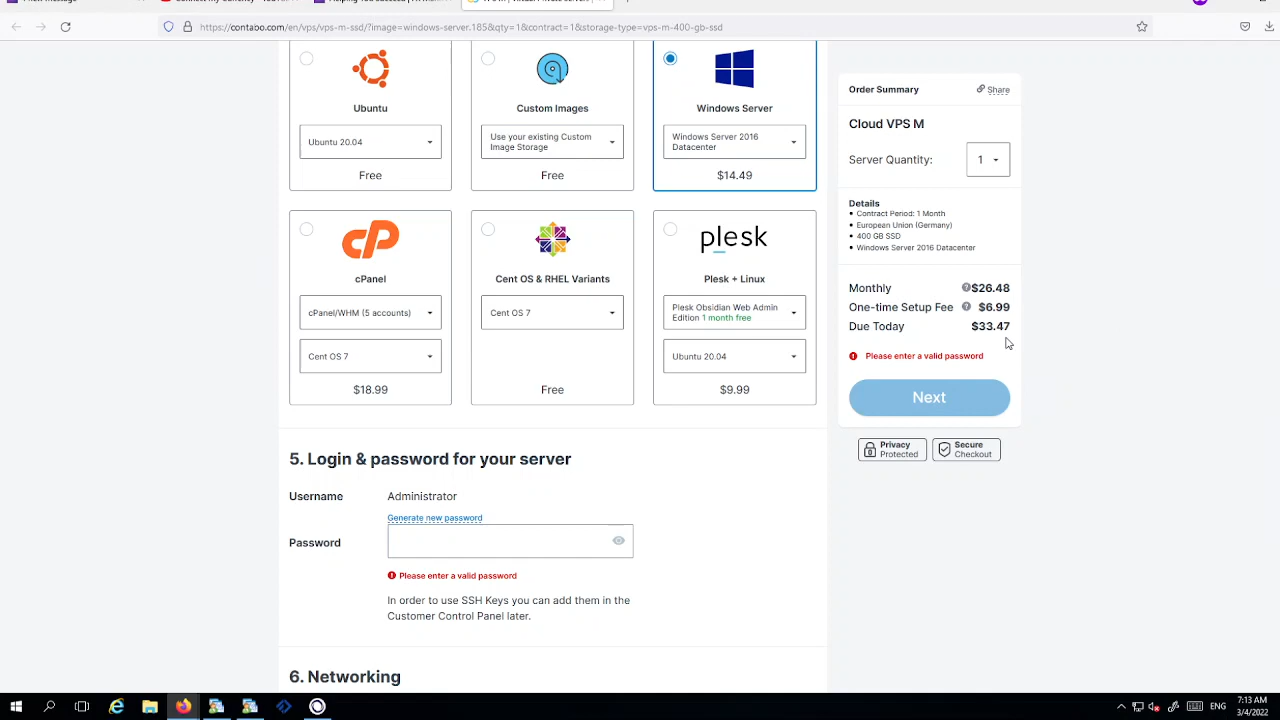 https://contabo.com/en/vps/vps-m-ssd/?image=windows-server.185&qty=1&contract=1&storage-type=vps-m-400-gb-ssd
Ubuntu
Custom Images
Windows Server
Ubuntu 20.04
Use your existing Custom
Image Storage
Windows Server 2016
Datacenter
Free
Free
$14.49
plesk
cPanel
Cent OS & RHEL Variants
Plesk + Linux
cPanel/WHM (5 accounts)
Cent OS 7
Plesk Obsidian Web Admin
Edition 1 month free
Cent OS 7
Ubuntu 20.04
$18.99
Free
$9.99
5. Login & password for your server
Username
Administrator
Generate new password
Password
Please enter a valid password
In order to use SSH Keys you can add them in the
Customer Control Panel later.
6. Networking
Order Summary
Share
Cloud VPS M
Server Quantity:
1
Details
Contract Period: 1 Month
European Union (Germany)
400 GB SSD
Windows Server 2016 Datacenter
Monthly $26.48
One-time Setup Fee $6.99
Due Today $33.47
Please enter a valid password
Next
Privacy
Protected
Secure
Checkout
ENG
7:13 AM
3/4/2022